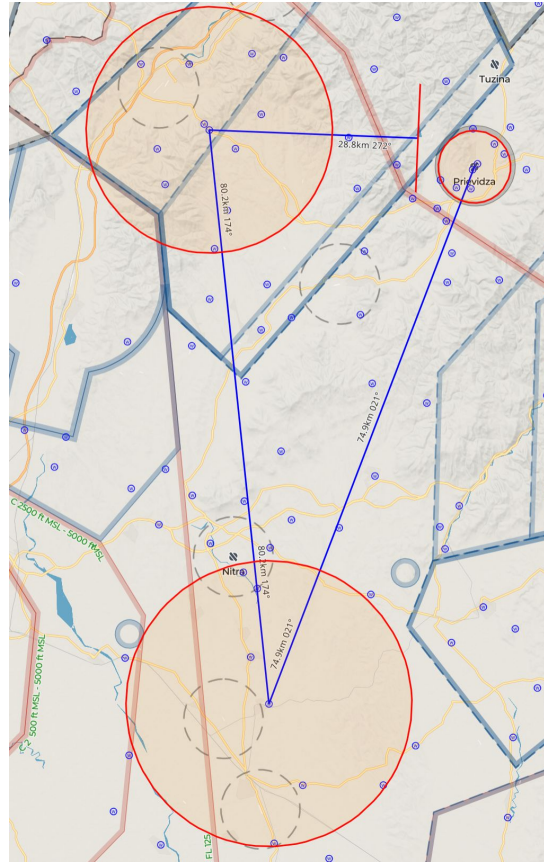 Tuzina
28.8km 272°
Prievidza
80.2km 174°
74.9km 021°
C 2500 ft MSL - 5000 ft MSL
Nitra
80.2km 174°
74.9km 021°
C 2 500 ft MSL - 5000 ft MSL
FL 125